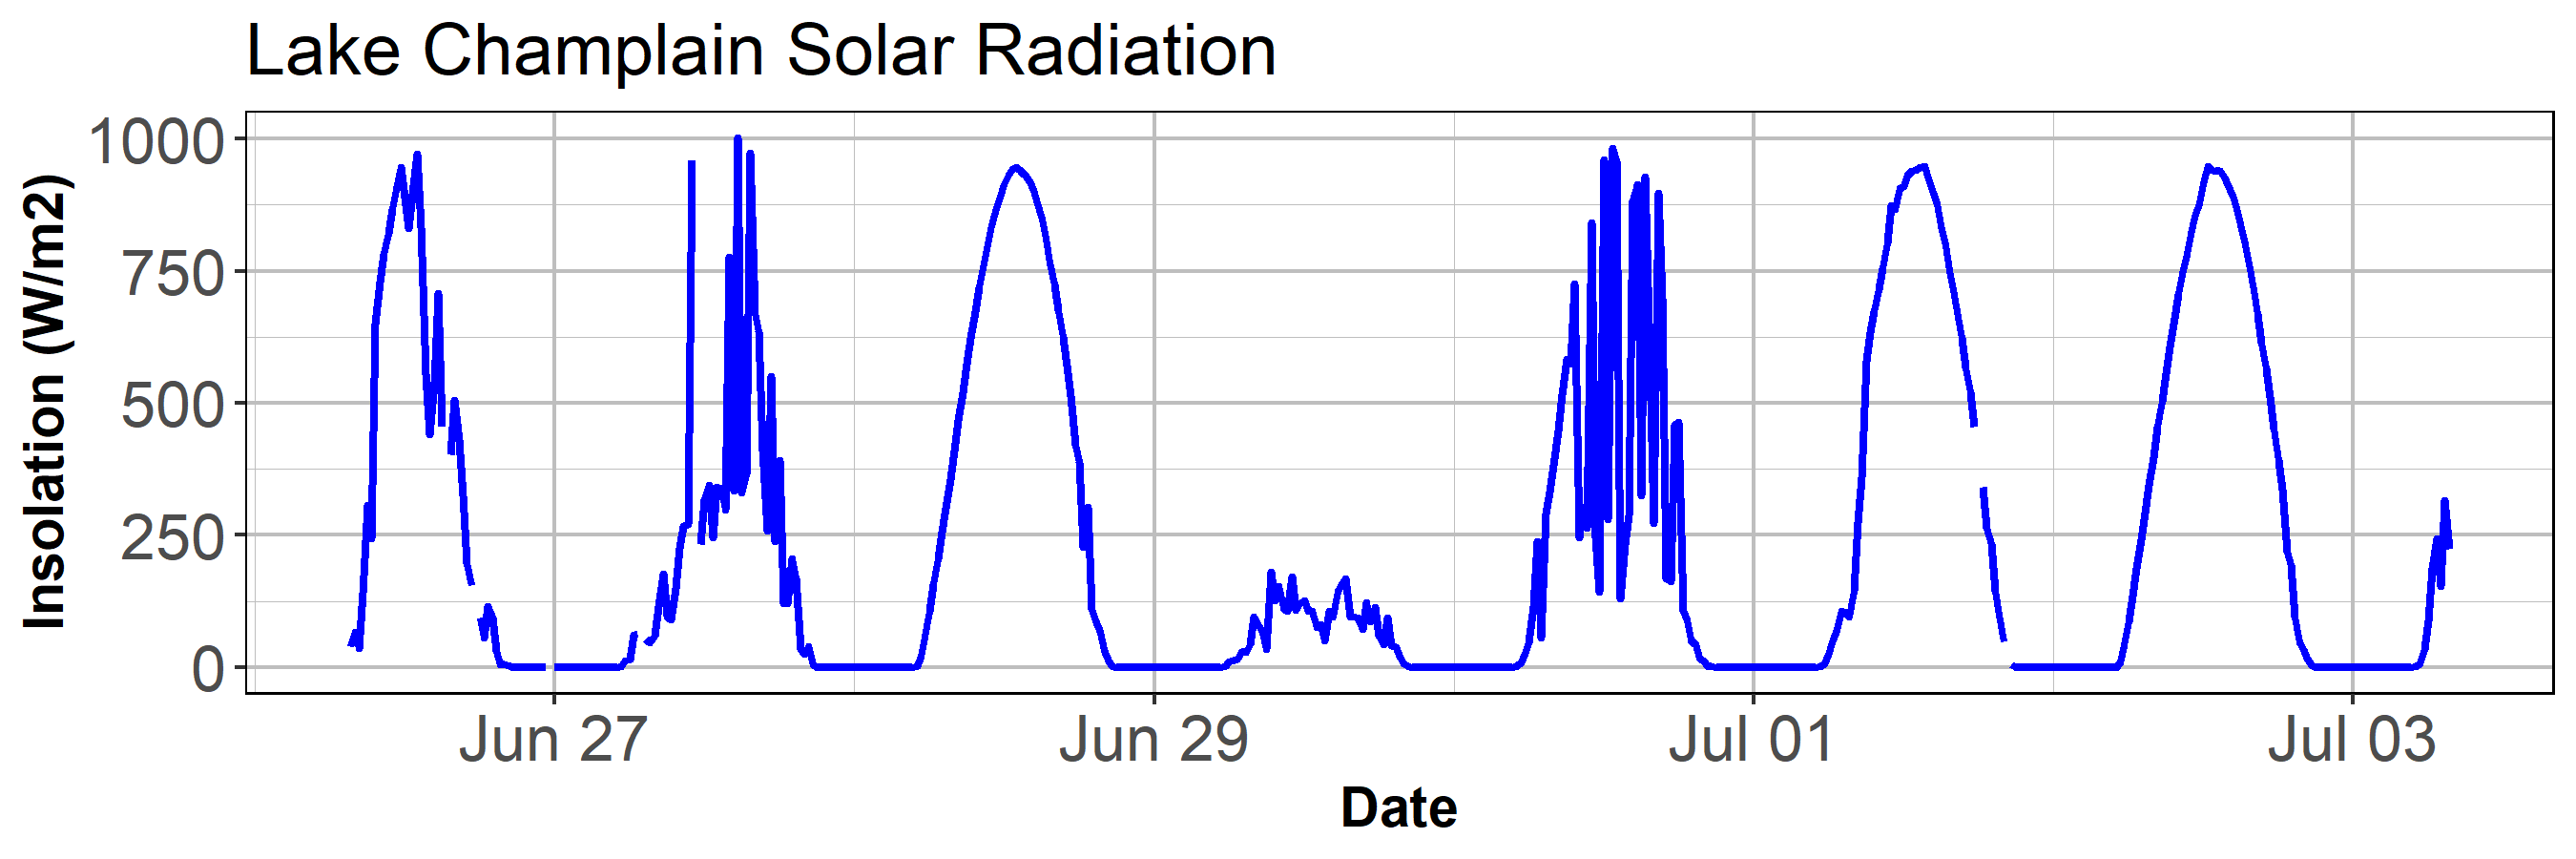 Lake Champlain Solar Radiation
1000
750
500
250
0
Insolation (W/m2)
Jun 27 Jun 29 Jul 01 Jul 03
Date